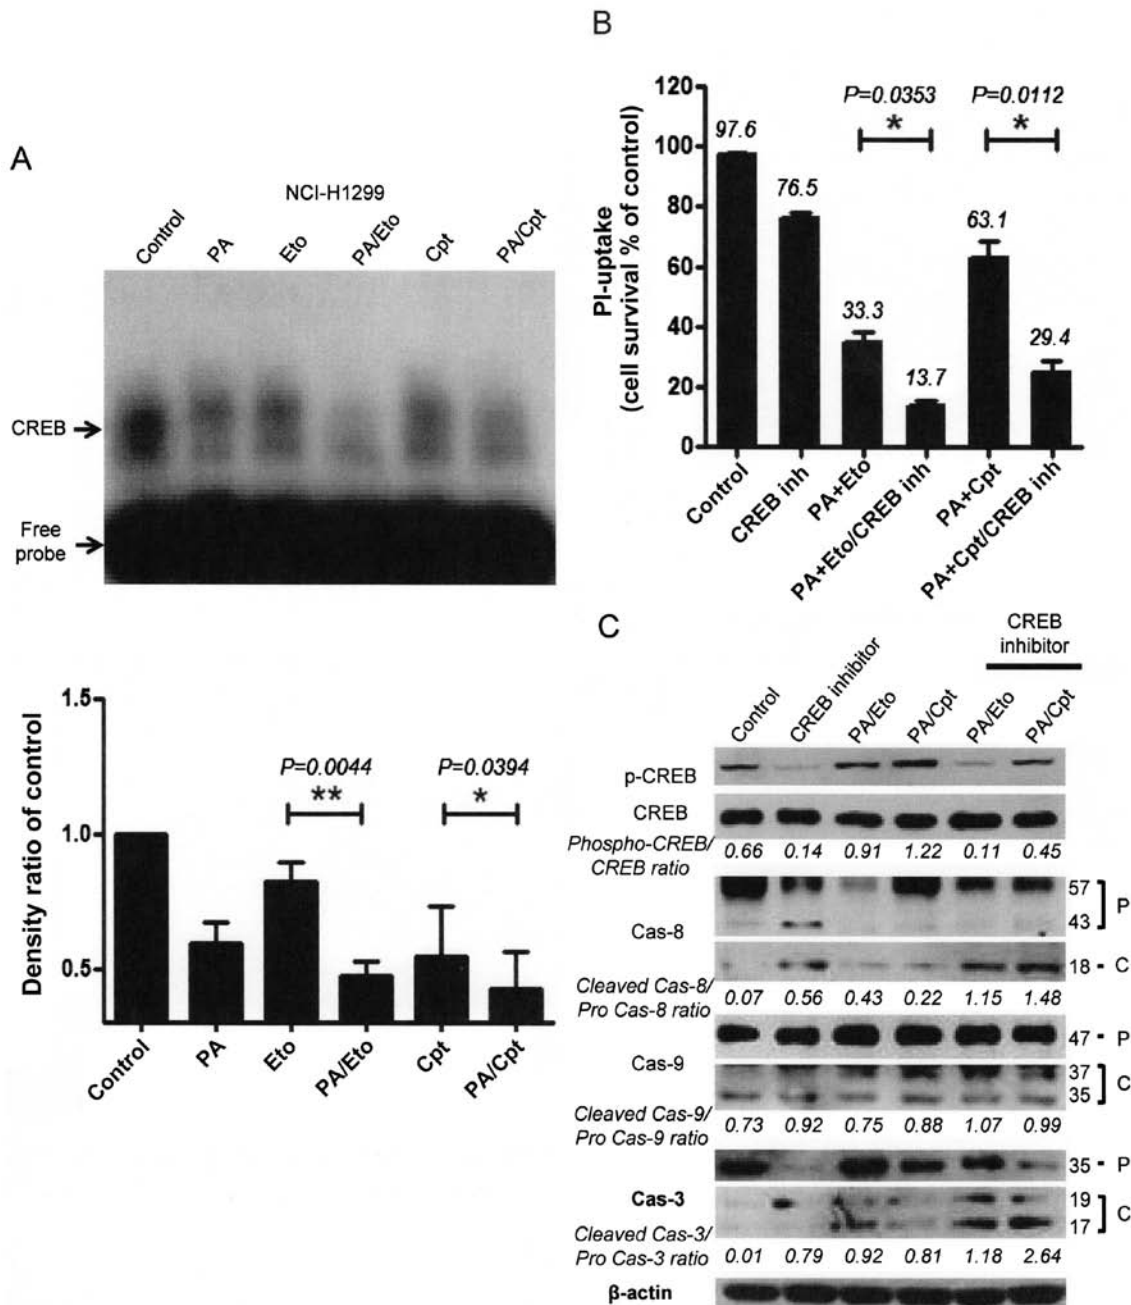 A
NCI-H1299
Control PA Eto PA/Eto Cpt PA/Cpt
CREB
Free
probe
1.5
1.0
0.5
Density ratio of control
P=0.0044
**
P=0.0394
*
Control PA Eto PA/Eto Cpt PA/Cpt
B
120
100
80
60
40
20
0
PI-uptake
(cell survival % of control)
P=0.0353
*
P=0.0112
*
97.6
76.5
33.3
13.7
63.1
29.4
Control CREB inh PA+Eto PA+Eto/CREB inh PA+Cpt PA+Cpt/CREB inh
C
CREB
inhibitor
Control CREB inhibitor PA/Eto PA/Cpt PA/Eto PA/Cpt
p-CREB
CREB
Phospho-CREB/
CREB ratio
0.66 0.14 0.91 1.22 0.11 0.45
57
43
P
Cas-8
18 - C
Cleaved Cas-8/
Pro Cas-8 ratio
0.07 0.56 0.43 0.22 1.15 1.48
47 - P
Cas-9
37
35
C
Cleaved Cas-9/
Pro Cas-9 ratio
0.73 0.92 0.75 0.88 1.07 0.99
35 - P
Cas-3
19
17
C
Cleaved Cas-3/
Pro Cas-3 ratio
0.01 0.79 0.92 0.81 1.18 2.64
β-actin